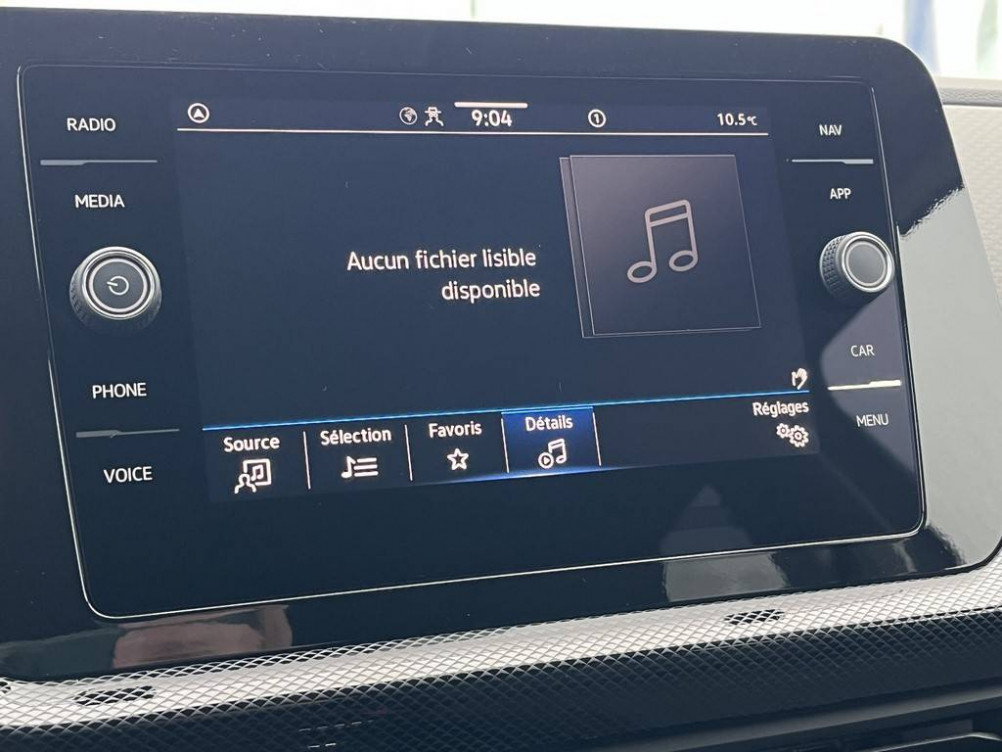 RADIO
MEDIA
PHONE
VOICE
9:04
1
10.5°C
Aucun fichier lisible
disponible
Source
Sélection
Favoris
Détails
Réglages
NAV
APP
CAR
MENU